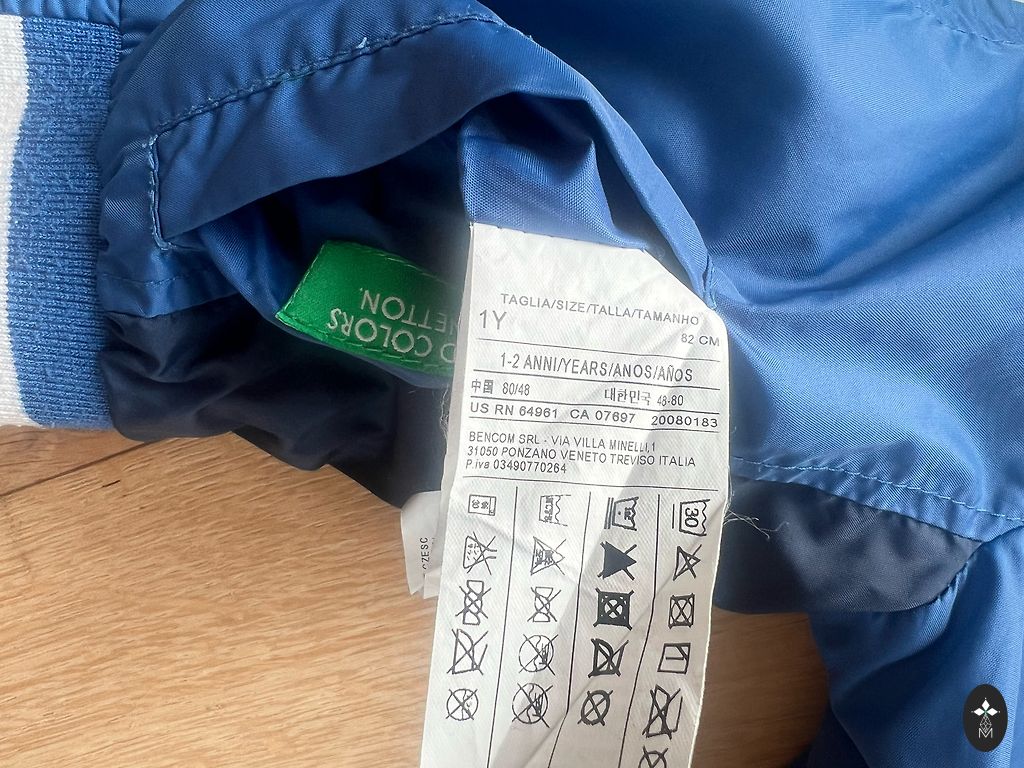 TAGLIA/SIZE/TALLA/TAMANHO
1Y
82 CM
1-2 ANNI/YEARS/ANOS/AÑOS
中国 80/48 대한민국 48-80
US RN 64961 CA 07697 20080183
BENCOM SRL - VIA VILLA MINELLI,1
31050 PONZANO VENETO TREVISO ITALIA
P.iva 03490770264
30
COLORS